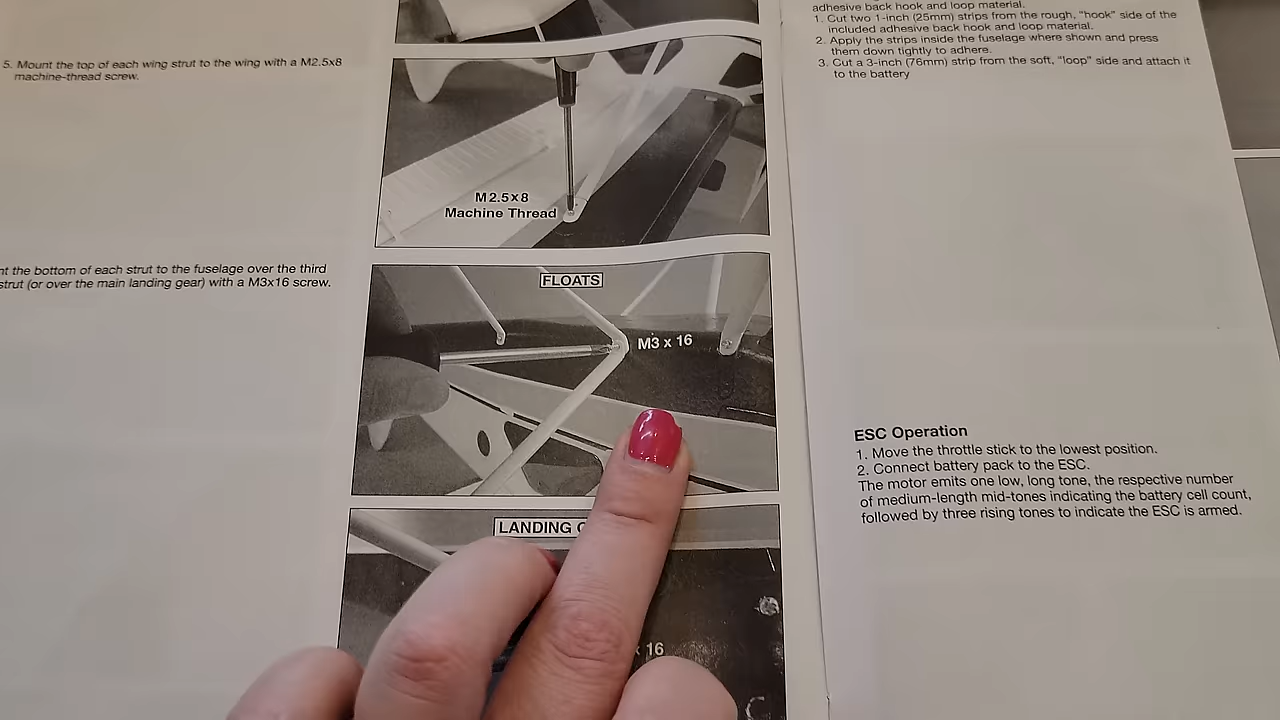 5. Mount the top of each wing strut to the wing with a M2.5x8
machine-thread screw.
nt the bottom of each strut to the fuselage over the third
strut (or over the main landing gear) with a M3x16 screw.
M2.5x8
Machine Thread
FLOATS
M3 x 16
LANDING
x 16
adhesive back hook and loop material.
1. Cut two 1-inch (25mm) strips from the rough, "hook" side of the
included adhesive back hook and loop material.
2. Apply the strips inside the fuselage where shown and press
them down tightly to adhere.
3. Cut a 3-inch (76mm) strip from the soft, "loop" side and attach it
to the battery
ESC Operation
1. Move the throttle stick to the lowest position.
2. Connect battery pack to the ESC.
The motor emits one low, long tone, the respective number
of medium-length mid-tones indicating the battery cell count,
followed by three rising tones to indicate the ESC is armed.